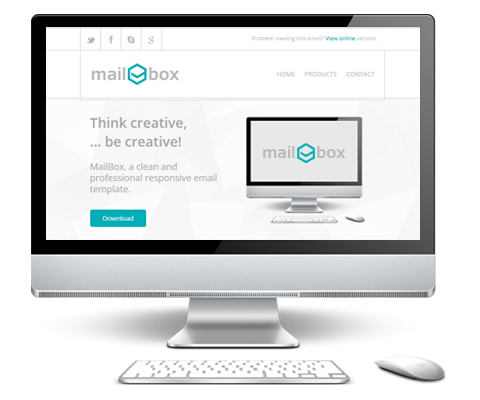 Problem viewing this email? View online version.
mail box
HOME PRODUCTS CONTACT
Think creative,
... be creative!
MailBox, a clean and
professional responsive email
template.
Download
mail box